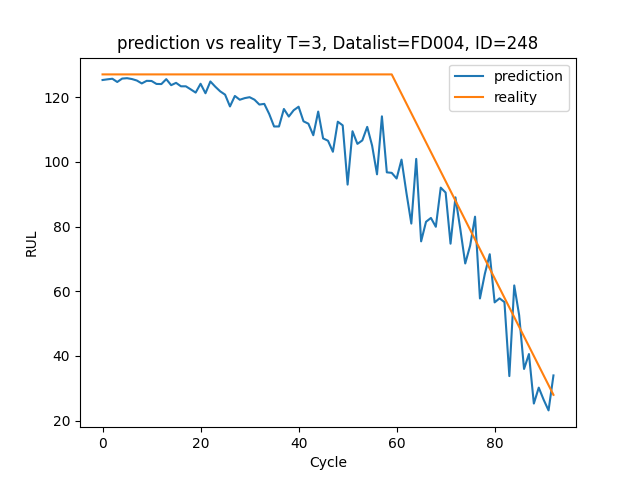 prediction vs reality T=3, Datalist=FD004, ID=248
prediction
reality
RUL
120
100
80
60
40
20
0
20
40
60
80
Cycle